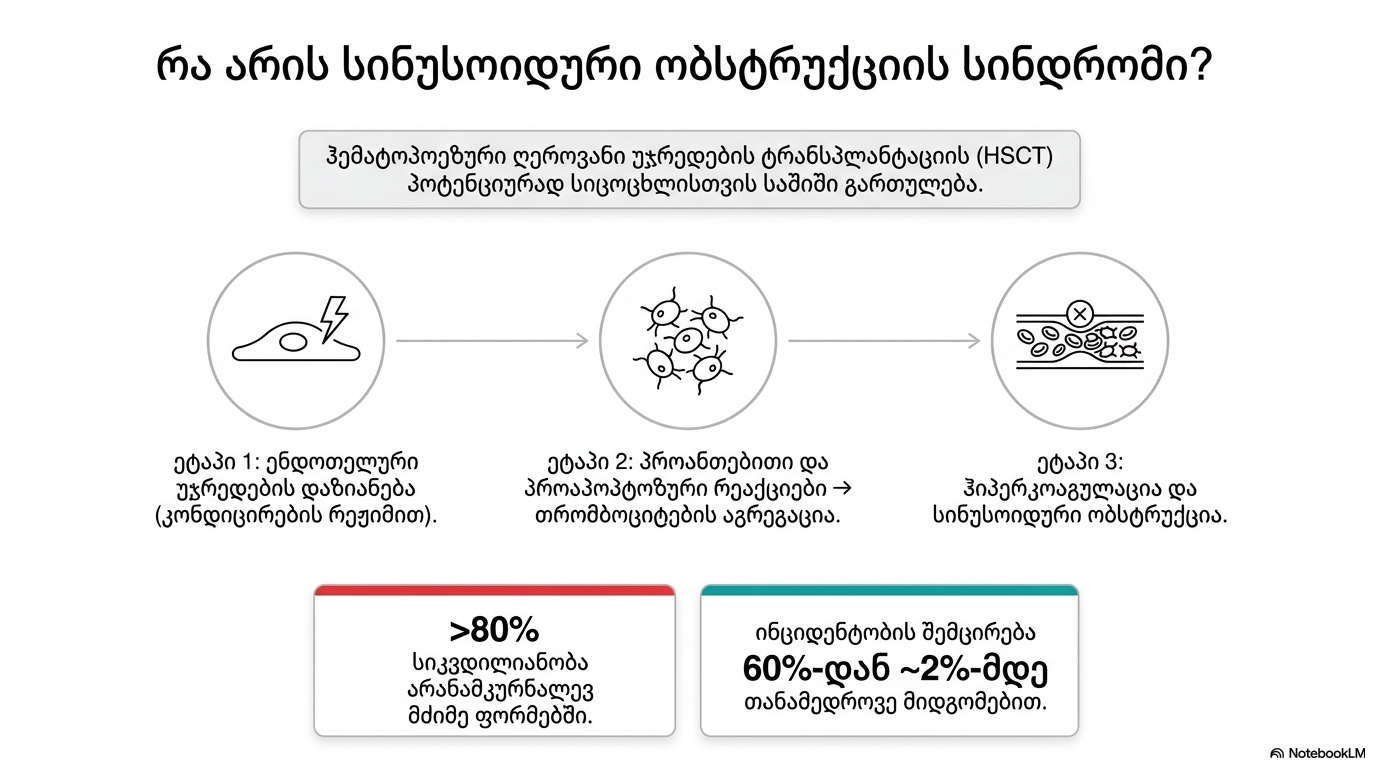 რა არის სინუსოიდური ობსტრუქციის სინდრომი?
ჰემატოპოეზური ღეროვანი უჯრედების ტრანსპლანტაციის (HSCT)
პოტენციურად სიცოცხლისთვის საშიში გართულება.
ეტაპი 1: ენდოთელური
უჯრედების დაზიანება
(კონდიცირების რეჟიმით).
ეტაპი 2: პროანთებითი და
პროაპოპტოზური რეაქციები →
თრომბოციტების აგრეგაცია.
ეტაპი 3:
ჰიპერკოაგულაცია და
სინუსოიდური ობსტრუქცია.
>80%
სიკვდილიანობა
არანამკურნალევ
მძიმე ფორმებში.
ინციდენტობის შემცირება
60%-დან ~2%-მდე
თანამედროვე მიდგომებით.
NotebookLM